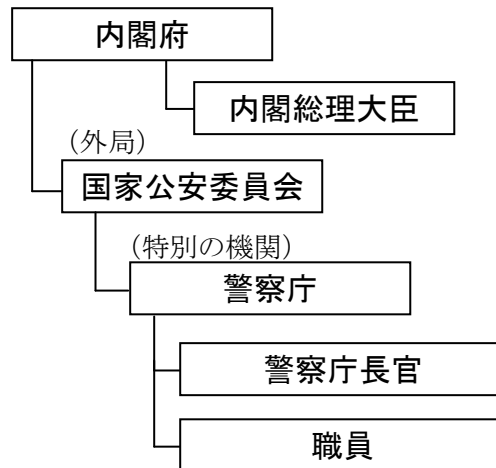 内閣府
内閣総理大臣
(外局)
国家公安委員会
(特別の機関)
警察庁
警察庁長官
職員